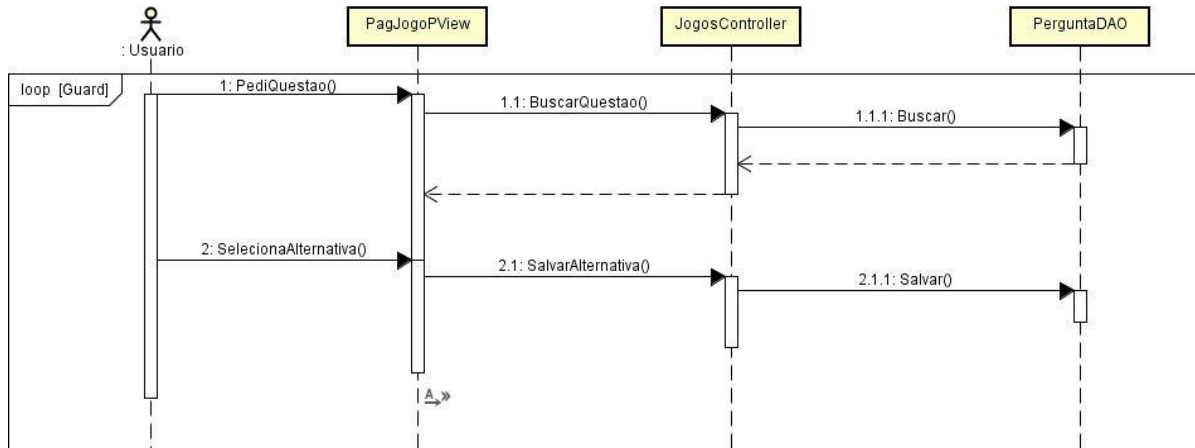 PagJogoPView
JogosController
PerguntaDAO
: Usuario
loop [Guard]
1: PediQuestao()
1.1: BuscarQuestao()
1.1.1: Buscar()
2: SelecionaAlternativa()
2.1: SalvarAlternativa()
2.1.1: Salvar()
A »